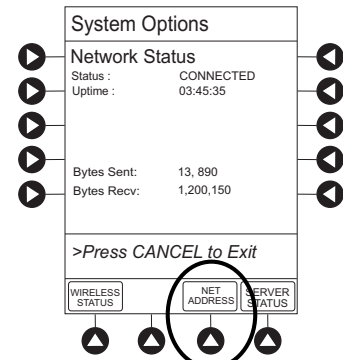 System Options
Network Status
Status : CONNECTED
Uptime : 03:45:35
Bytes Sent: 13, 890
Bytes Recv: 1,200,150
>Press CANCEL to Exit
WIRELESS STATUS
NET ADDRESS
SERVER STATUS